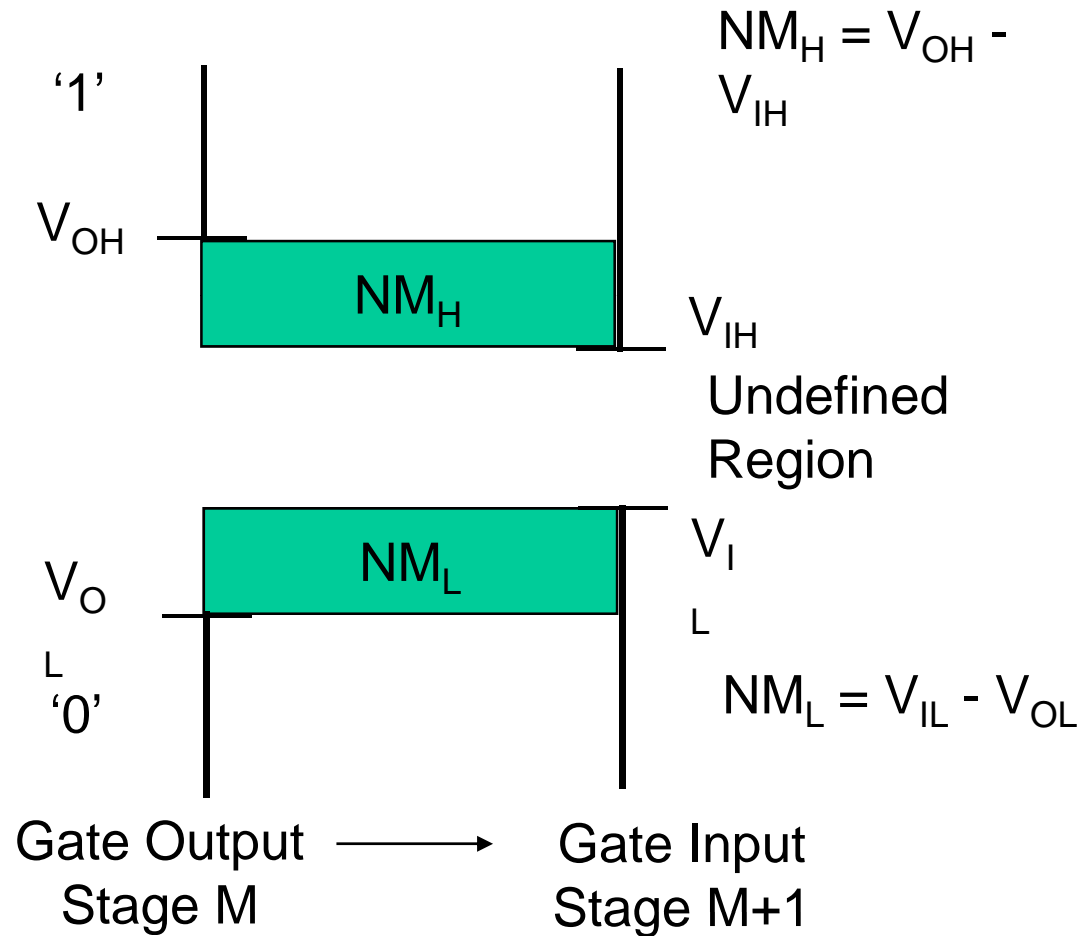 NMH = VOH -
VIH
‘1’
VOH
NMH
VIH
Undefined
Region
NML
VI
L
VO
L
‘0’
NML = VIL - VOL
Gate Output
Stage M
Gate Input
Stage M+1